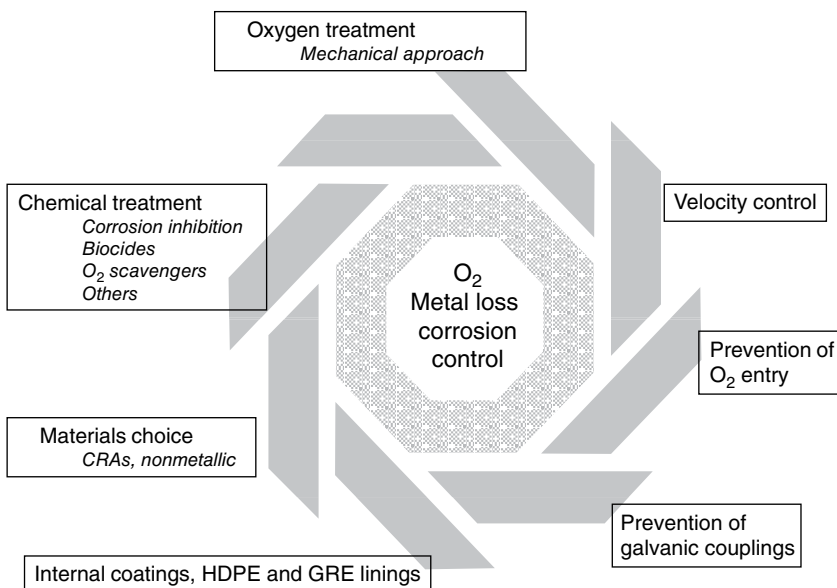 Oxygen treatment
Mechanical approach
Chemical treatment
Corrosion inhibition
Biocides
O₂ scavengers
Others
Velocity control
O₂
Metal loss
corrosion
control
Prevention of
O₂ entry
Materials choice
CRAs, nonmetallic
Prevention of
galvanic couplings
Internal coatings, HDPE and GRE linings